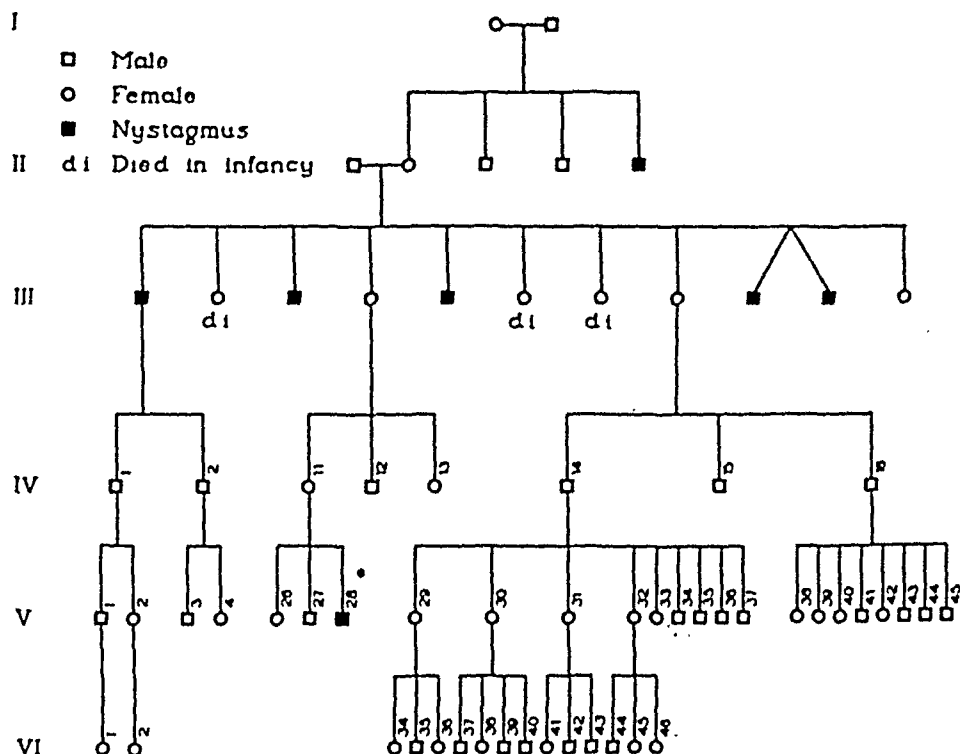 I
Male
Female
Nystagmus
II di Died in infancy
III
di di di
1 2 11 12 13 14 15 16
IV
1 2 3 4 26 27 28 29 30 31 32 33 34 35 36 37 38 39 40 41 42 43 44 45
V
1 2 34 35 36 37 38 39 40 41 42 43 44 45 46
VI